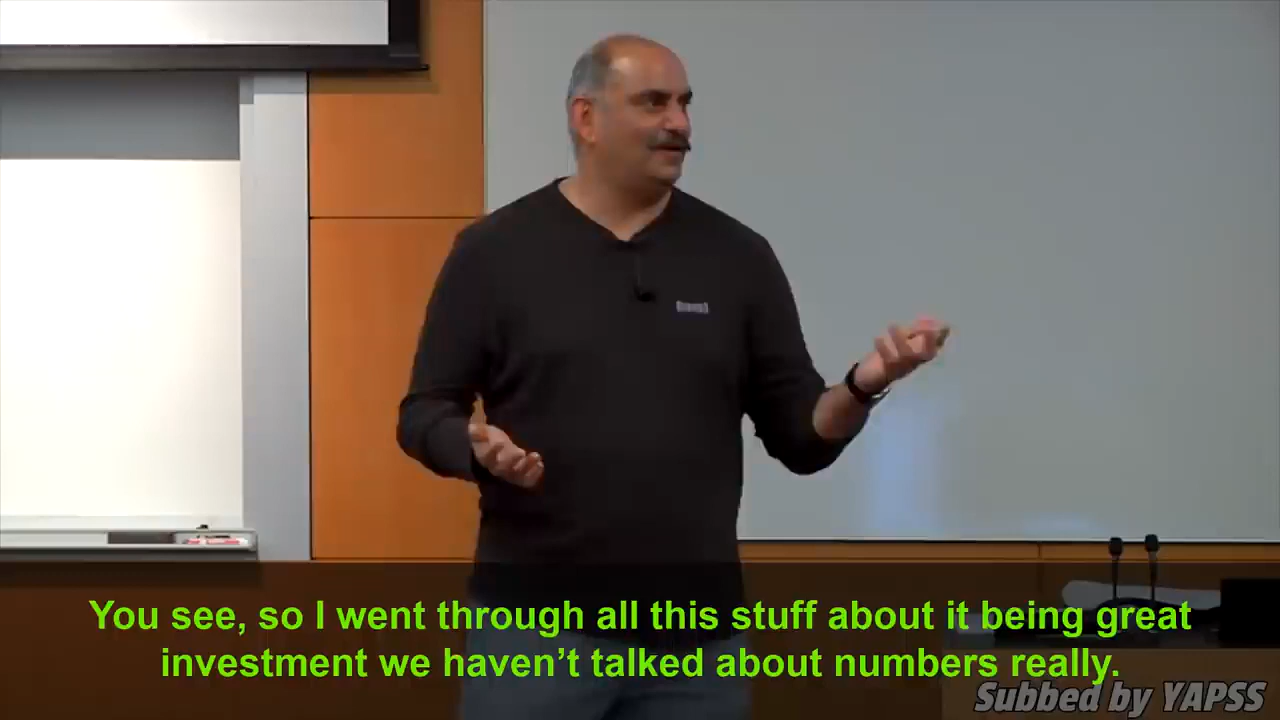 You see, so I went through all this stuff about it being great
investment we haven’t talked about numbers really.
Subbed by YAPSS